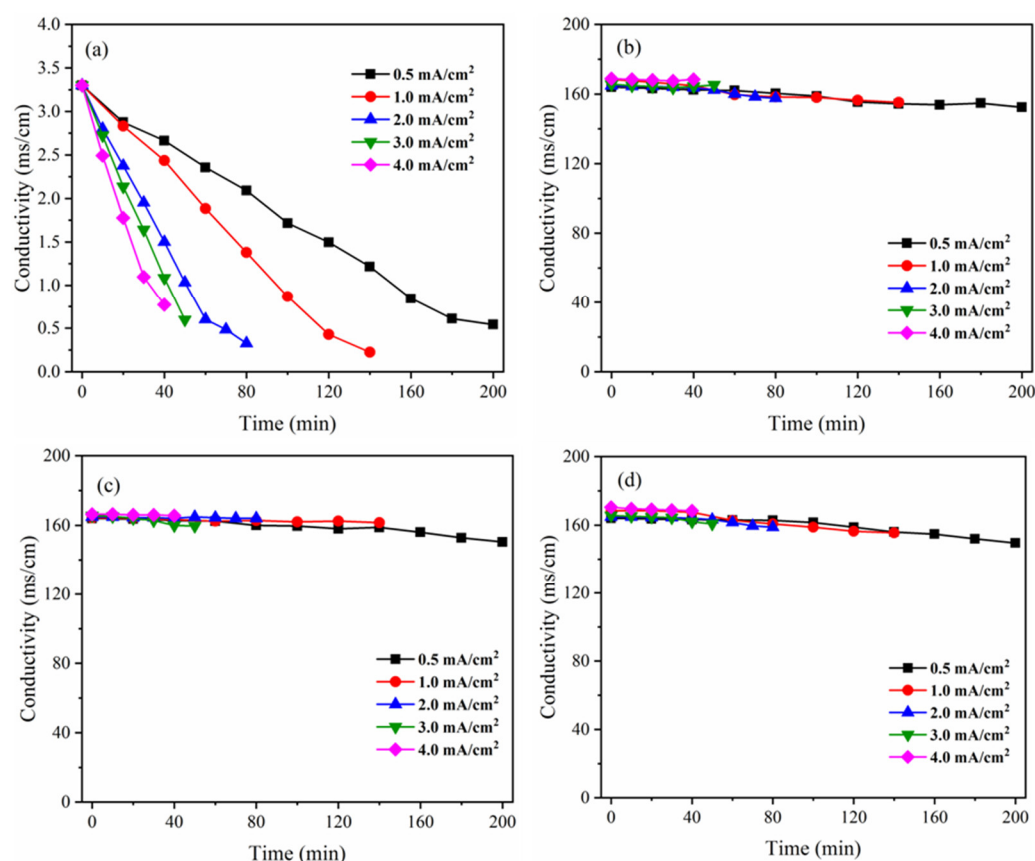 (a)
0.5 mA/cm²
1.0 mA/cm²
2.0 mA/cm²
3.0 mA/cm²
4.0 mA/cm²
4.0
3.5
3.0
2.5
2.0
1.5
1.0
0.5
0.0
Conductivity (ms/cm)
0 40 80 120 160 200
Time (min)
(b)
200
160
120
80
40
0
Conductivity (ms/cm)
0.5 mA/cm²
1.0 mA/cm²
2.0 mA/cm²
3.0 mA/cm²
4.0 mA/cm²
0 40 80 120 160 200
Time (min)
(c)
200
160
120
80
40
0
Conductivity (ms/cm)
0.5 mA/cm²
1.0 mA/cm²
2.0 mA/cm²
3.0 mA/cm²
4.0 mA/cm²
0 40 80 120 160 200
Time (min)
(d)
200
160
120
80
40
0
Conductivity (ms/cm)
0.5 mA/cm²
1.0 mA/cm²
2.0 mA/cm²
3.0 mA/cm²
4.0 mA/cm²
0 40 80 120 160 200
Time (min)